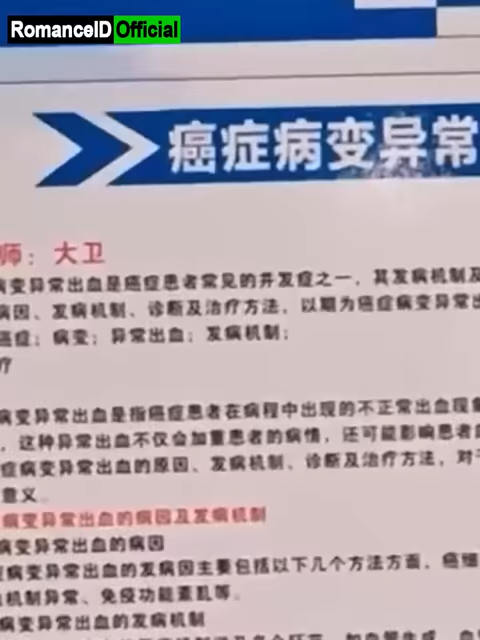 RomanceID Official
癌症病变异常
师：大卫
病变异常出血是癌症患者常见的并发症之一，其发病机制及
病因、发病机制、诊断及治疗方法，以期为癌症病变异常出
癌症；病变；异常出血；发病机制；
疗
病变异常出血是指癌症患者在病程中出现的不正常出血现象
，这种异常出血不仅会加重患者的病情，还可能影响患者
症病变异常出血的原因、发病机制、诊断及治疗方法，对于
意义。
病变异常出血的病因及发病机制
病变异常出血的病因
症病变异常出血的发病因主要包括以下几个方法方面，癌细
机制异常、免疫功能紊乱等。
病变异常出血的发病机制